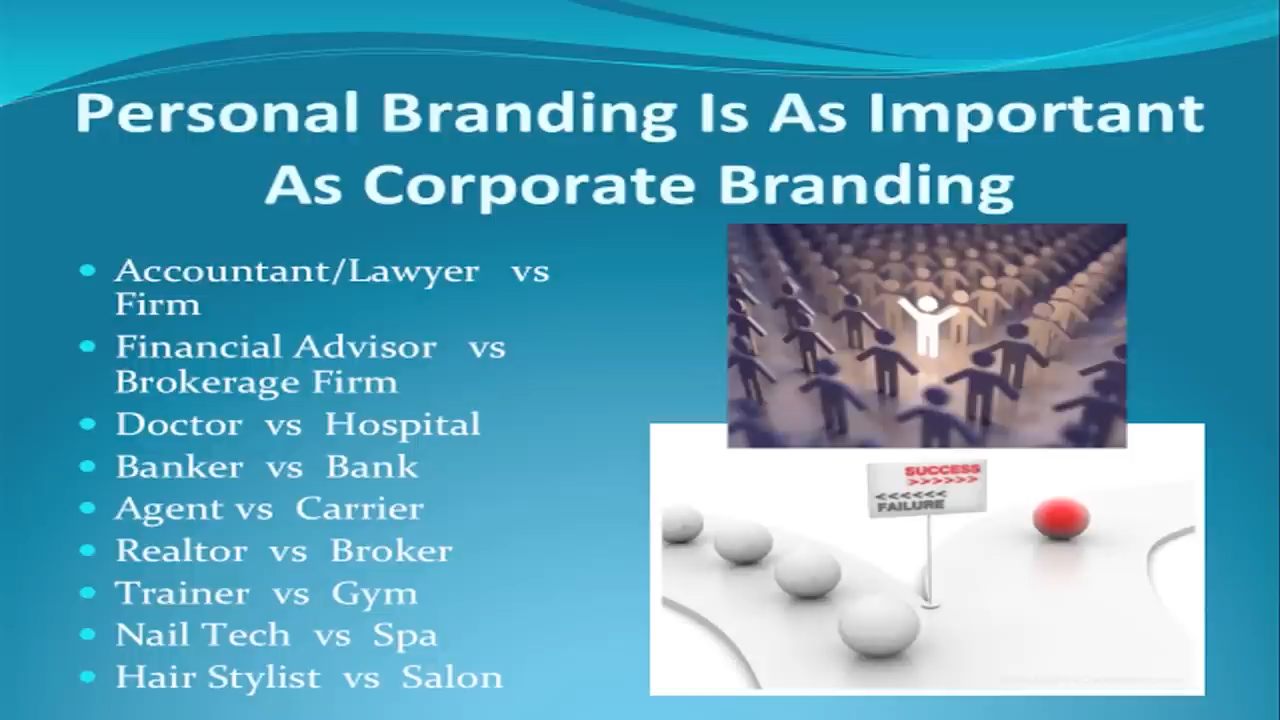 Personal Branding Is As Important
As Corporate Branding
Accountant/Lawyer vs
Firm
Financial Advisor vs
Brokerage Firm
Doctor vs Hospital
Banker vs Bank
Agent vs Carrier
Realtor vs Broker
Trainer vs Gym
Nail Tech vs Spa
Hair Stylist vs Salon
SUCCESS
>>>>>>
<<<<<<
FAILURE